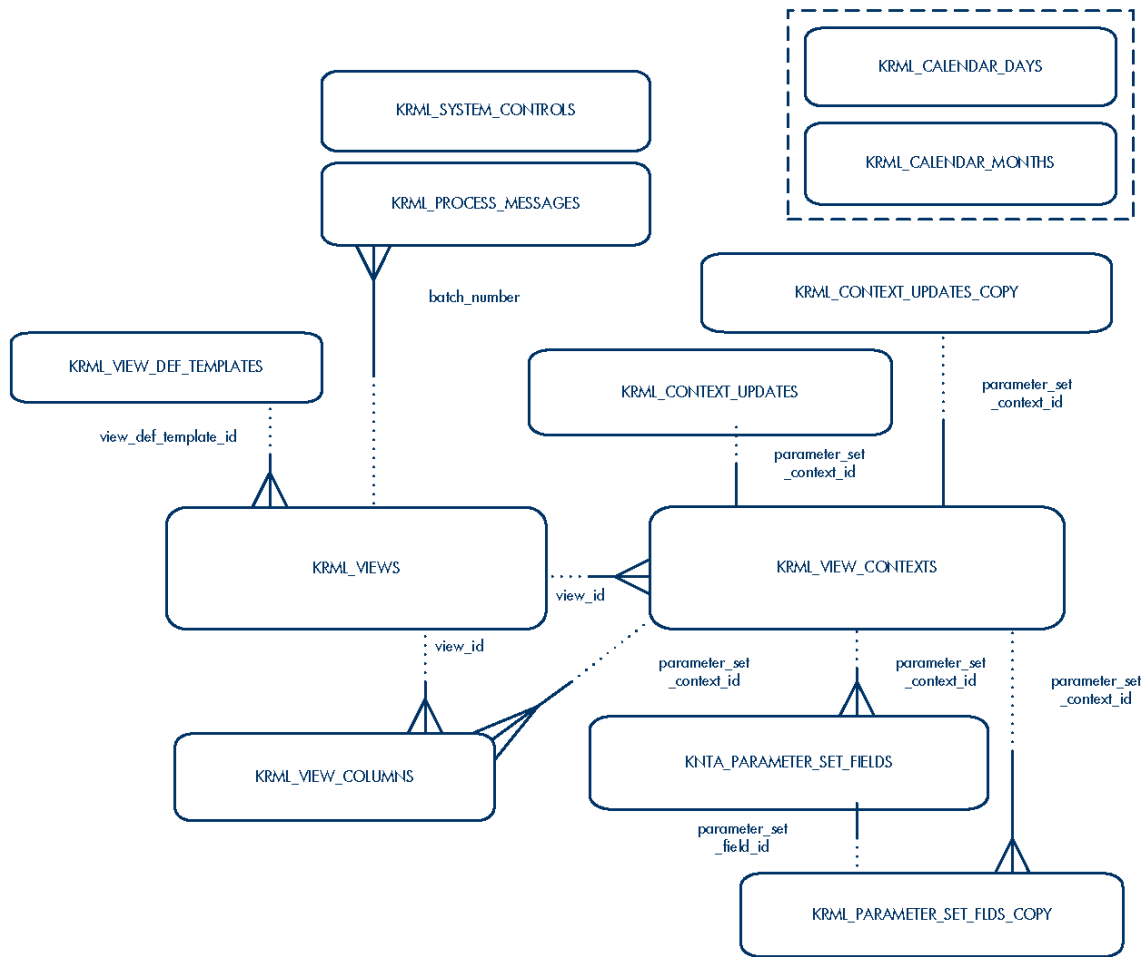 KRML_CALENDAR_DAYS
KRML_SYSTEM_CONTROLS
KRML_CALENDAR_MONTHS
KRML_PROCESS_MESSAGES
batch_number
KRML_CONTEXT_UPDATES_COPY
KRML_VIEW_DEF_TEMPLATES
KRML_CONTEXT_UPDATES
parameter_set
_context_id
view_def_template_id
parameter_set
_context_id
KRML_VIEWS
KRML_VIEW_CONTEXTS
view_id
view_id
parameter_set
_context_id
parameter_set
_context_id
parameter_set
_context_id
KRML_VIEW_COLUMNS
KNTA_PARAMETER_SET_FIELDS
parameter_set
_field_id
KRML_PARAMETER_SET_FLDS_COPY